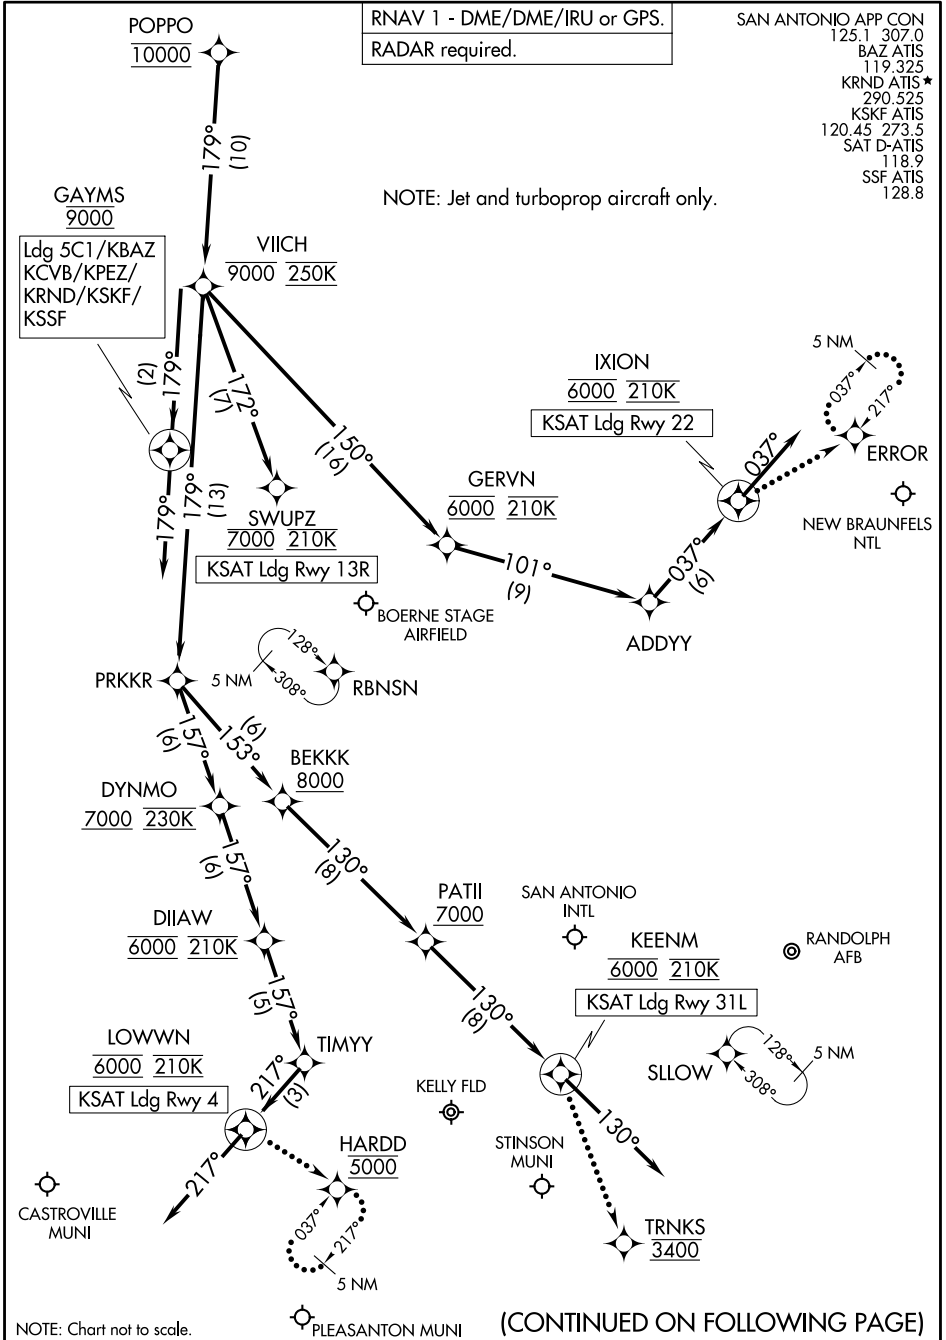 POPPO
10000
RNAV 1 - DME/DME/IRU or GPS.
RADAR required.
SAN ANTONIO APP CON
125.1 307.0
BAZ ATIS
119.325
KRND ATIS★
290.525
KSKF ATIS
120.45 273.5
SAT D-ATIS
118.9
SSF ATIS
128.8
179°
(10)
NOTE: Jet and turboprop aircraft only.
GAYMS
9000
Ldg 5C1/KBAZ
KCVB/KPEZ/
KRND/KSKF/
KSSF
VIICH
9000 250K
(2)
179°
179°
179°
(13)
172°
(7)
150°
(16)
SWUPZ
7000 210K
KSAT Ldg Rwy 13R
GERVN
6000 210K
101°
(9)
IXION
6000 210K
KSAT Ldg Rwy 22
037°
5 NM
037°
217°
ERROR
NEW BRAUNFELS
NTL
037°
(6)
ADDYY
BOERNE STAGE
AIRFIELD
PRKKR
5 NM
128°
308°
RBNSN
157°
(6)
(6)
153°
BEKKK
8000
DYNMO
7000 230K
157°
(6)
130°
(8)
DIIAW
6000 210K
PATII
7000
SAN ANTONIO
INTL
KEENM
6000 210K
KSAT Ldg Rwy 31L
RANDOLPH
AFB
157°
(5)
130°
(8)
LOWWN
6000 210K
KSAT Ldg Rwy 4
TIMYY
217°
(3)
KELLY FLD
SLLOW
128°
308°
5 NM
130°
STINSON
MUNI
HARDD
5000
217°
CASTROVILLE
MUNI
037°
217°
5 NM
TRNKS
3400
NOTE: Chart not to scale.
PLEASANTON MUNI
(CONTINUED ON FOLLOWING PAGE)